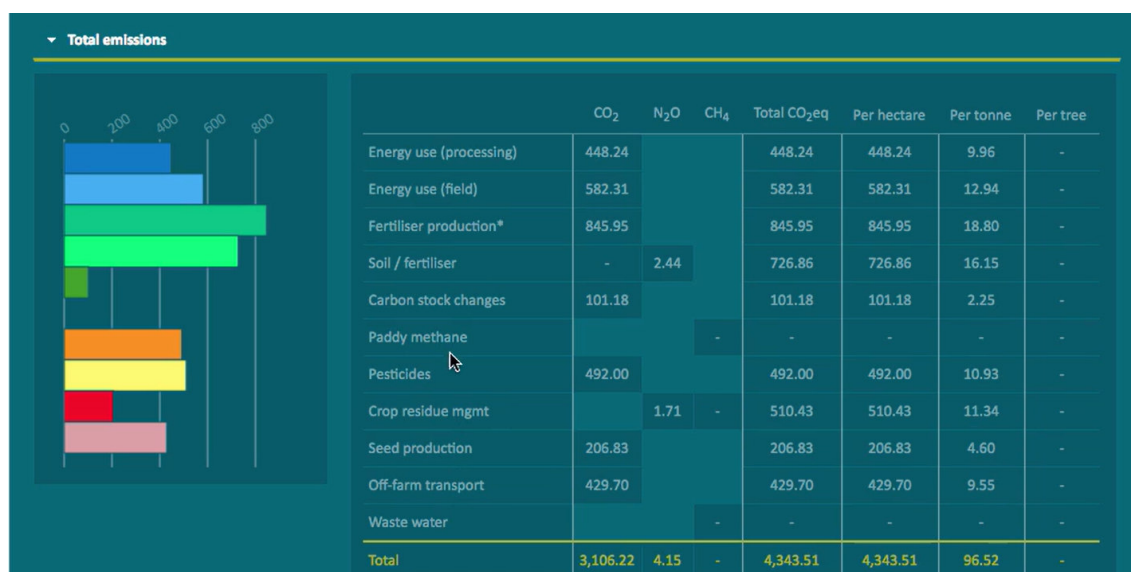 Total emissions
0 200 400 600 800
CO₂ N₂O CH₄ Total CO₂eq Per hectare Per tonne Per tree
Energy use (processing) 448.24 448.24 448.24 9.96 -
Energy use (field) 582.31 582.31 582.31 12.94 -
Fertiliser production* 845.95 845.95 845.95 18.80 -
Soil / fertiliser - 2.44 726.86 726.86 16.15 -
Carbon stock changes 101.18 101.18 101.18 2.25 -
Paddy methane - - - - -
Pesticides 492.00 492.00 492.00 10.93 -
Crop residue mgmt 1.71 - 510.43 510.43 11.34 -
Seed production 206.83 206.83 206.83 4.60 -
Off-farm transport 429.70 429.70 429.70 9.55 -
Waste water - - - - -
Total 3,106.22 4.15 - 4,343.51 4,343.51 96.52 -